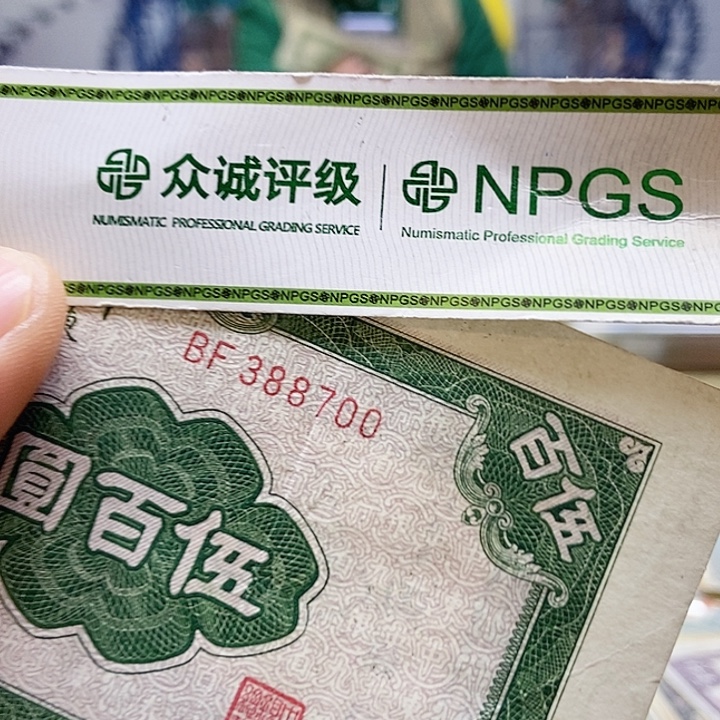 NPGS NPGS NPGS NPGS NPGS NPGS NPGS NPGS NPGS NPGS NPGS NPGS NPGS
众诚评级 NPGS
NUMISMATIC PROFESSIONAL GRADING SERVICE Numismatic Professional Grading Service
NPGS NPGS NPGS NPGS NPGS NPGS NPGS NPGS NPGS NPGS NPGS NPGS
BF 388700
百伍
圓百伍